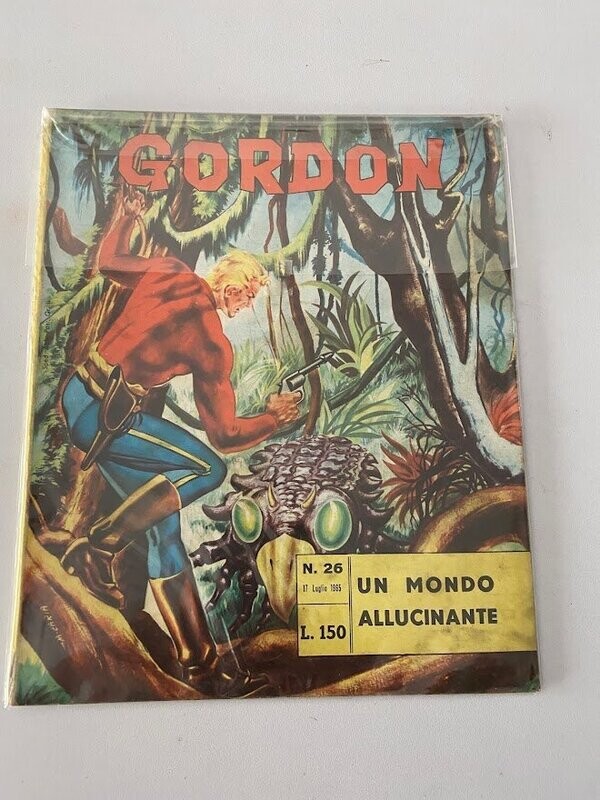 GORDON
N. 26
17 Luglio 1965
L. 150
UN MONDO
ALLUCINANTE